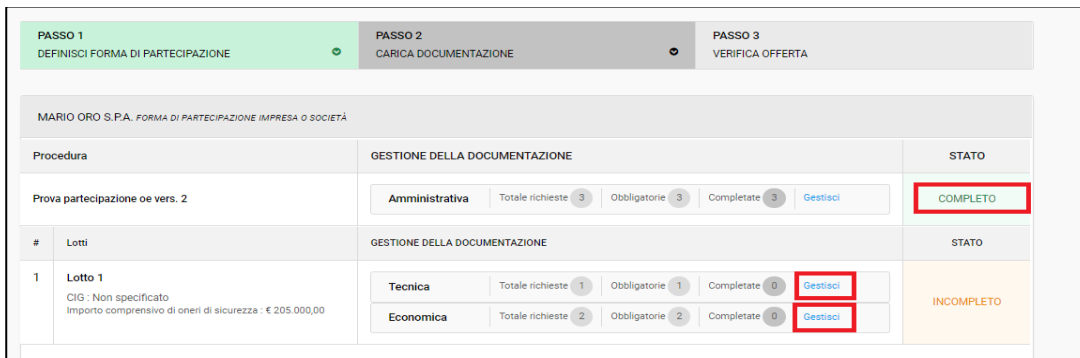 PASSO 1
DEFINISCI FORMA DI PARTECIPAZIONE
PASSO 2
CARICA DOCUMENTAZIONE
PASSO 3
VERIFICA OFFERTA
MARIO ORO S.P.A. FORMA DI PARTECIPAZIONE IMPRESA O SOCIETÀ
Procedura GESTIONE DELLA DOCUMENTAZIONE STATO
Prova partecipazione oe vers. 2 Amministrativa Totale richieste 3 Obbligatorie 3 Completate 3 Gestisci COMPLETO
# Lotti GESTIONE DELLA DOCUMENTAZIONE STATO
1 Lotto 1
CIG : Non specificato
Importo comprensivo di oneri di sicurezza : € 205.000,00
Tecnica Totale richieste 1 Obbligatorie 1 Completate 0 Gestisci
Economica Totale richieste 2 Obbligatorie 2 Completate 0 Gestisci
INCOMPLETO